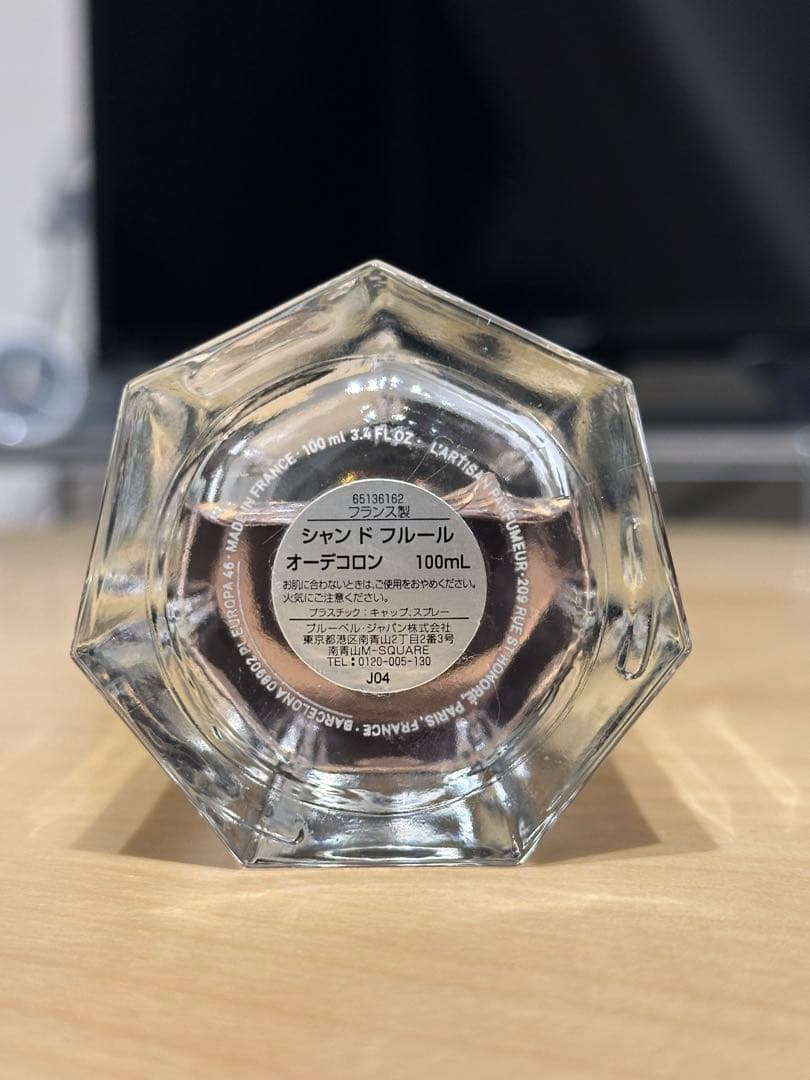 L'ARTISAN PARFUMEUR · 209 RUE ST HONORÉ, PARIS-FRANCE · BARCELONA 08902 Pl EUROPA 46 · MADE IN FRANCE · 100 ml 3.4 FL OZ ·
65136162
フランス製
シャンドフルール
オーデコロン 100mL
お肌に合わないときは、ご使用をおやめください。
火気にご注意ください。
プラスチック：キャップ、スプレー
ブルーベル・ジャパン株式会社
東京都港区南青山2丁目2番3号
南青山M-SQUARE
TEL：0120-005-130
J04